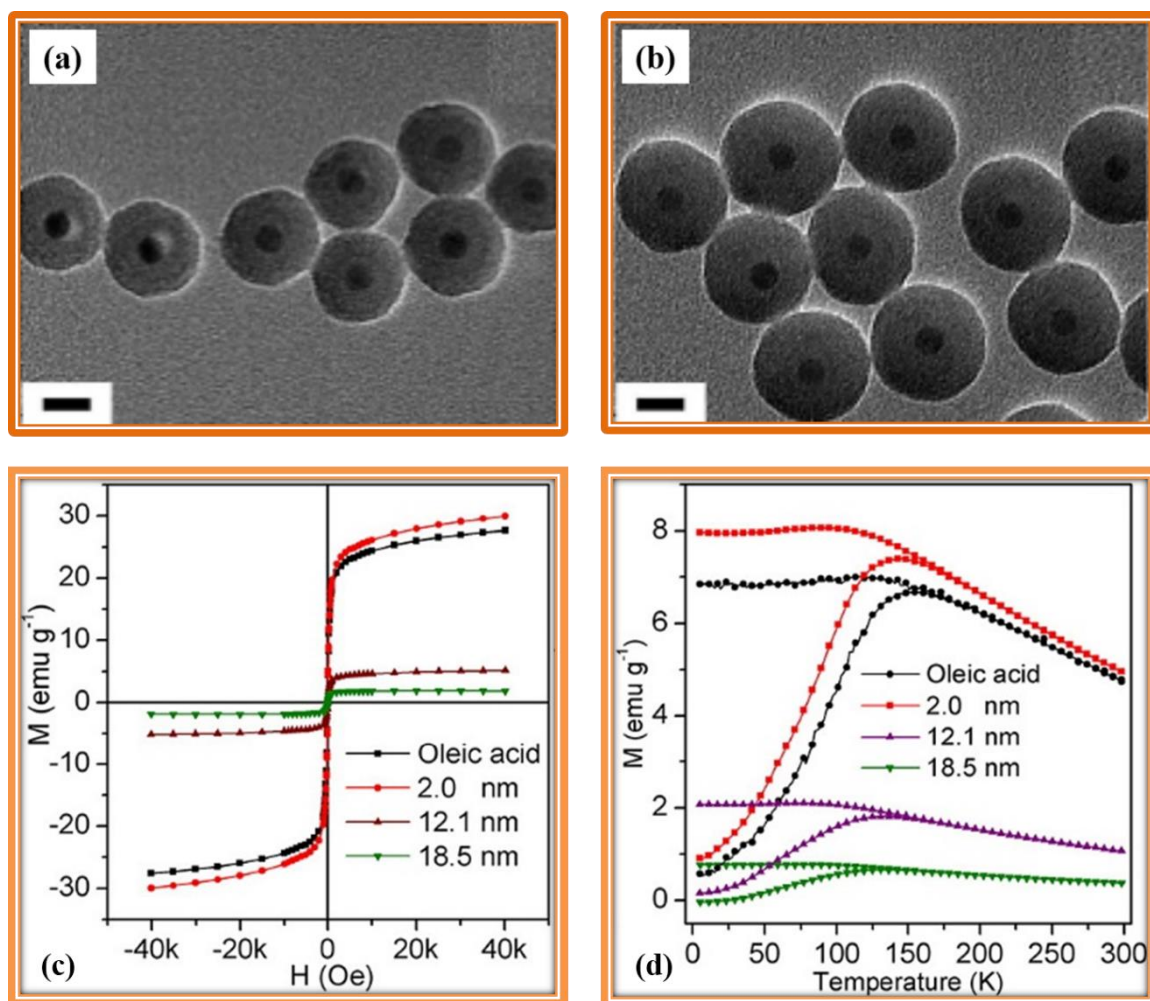 (a)
(b)
30
20
10
0
-10
-20
-30
M (emu g⁻¹)
Oleic acid
2.0 nm
12.1 nm
18.5 nm
-40k -20k 0 20k 40k
H (Oe)
(c)
8
6
4
2
0
M (emu g⁻¹)
Oleic acid
2.0 nm
12.1 nm
18.5 nm
0 50 100 150 200 250 300
Temperature (K)
(d)